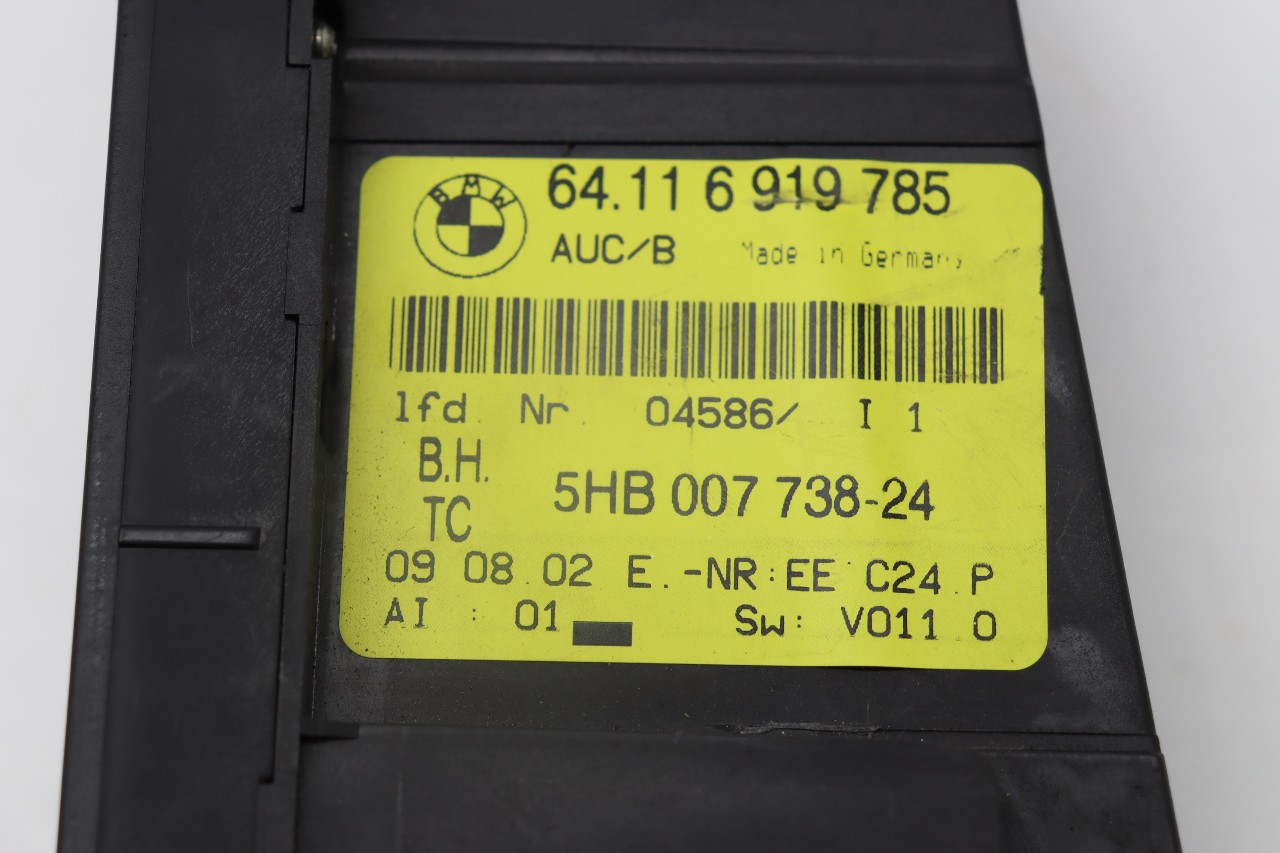 BMW
64.11 6 919 785
AUC/B Made in Germany
lfd. Nr. 04586/ I 1
B.H.
TC
5HB 007 738-24
09.08.02 E.-NR:EE C24.P
AI : 01 Sw: V011.0